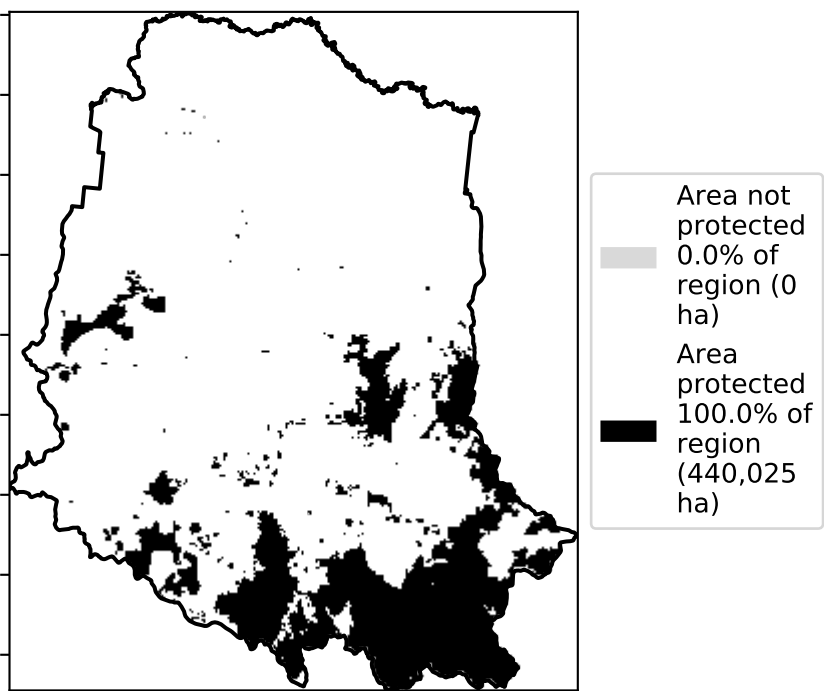 Area not
protected
0.0% of
region (0
ha)
Area
protected
100.0% of
region
(440,025
ha)